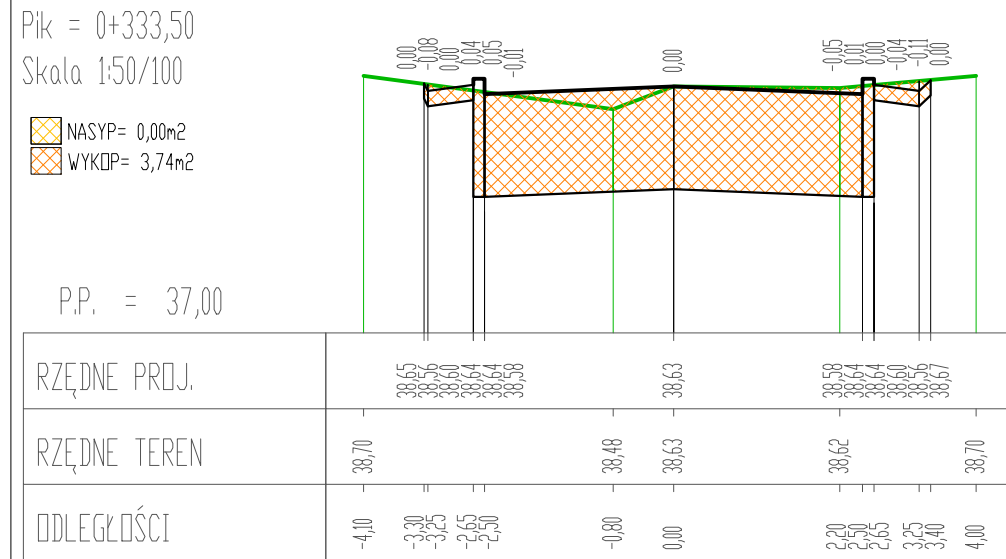 Pik = 0+333,50
Skala 1:50/100
NASYP= 0,00m2
WYKOP= 3,74m2
0,00 -0,08 0,00 0,04 0,05 -0,01 0,00 -0,05 0,01 0,00 -0,04 -0,11 0,00
P.P. = 37,00
RZĘDNE PROJ. 38,65 38,56 38,60 38,64 38,64 38,58 38,63 38,58 38,64 38,64 38,60 38,56 38,67
RZĘDNE TEREN 38,70 38,48 38,63 38,62 38,70
ODLEGŁOŚCI -4,10 -3,30 -3,25 -2,65 -2,50 -0,80 0,00 2,20 2,50 2,65 3,25 3,40 4,00